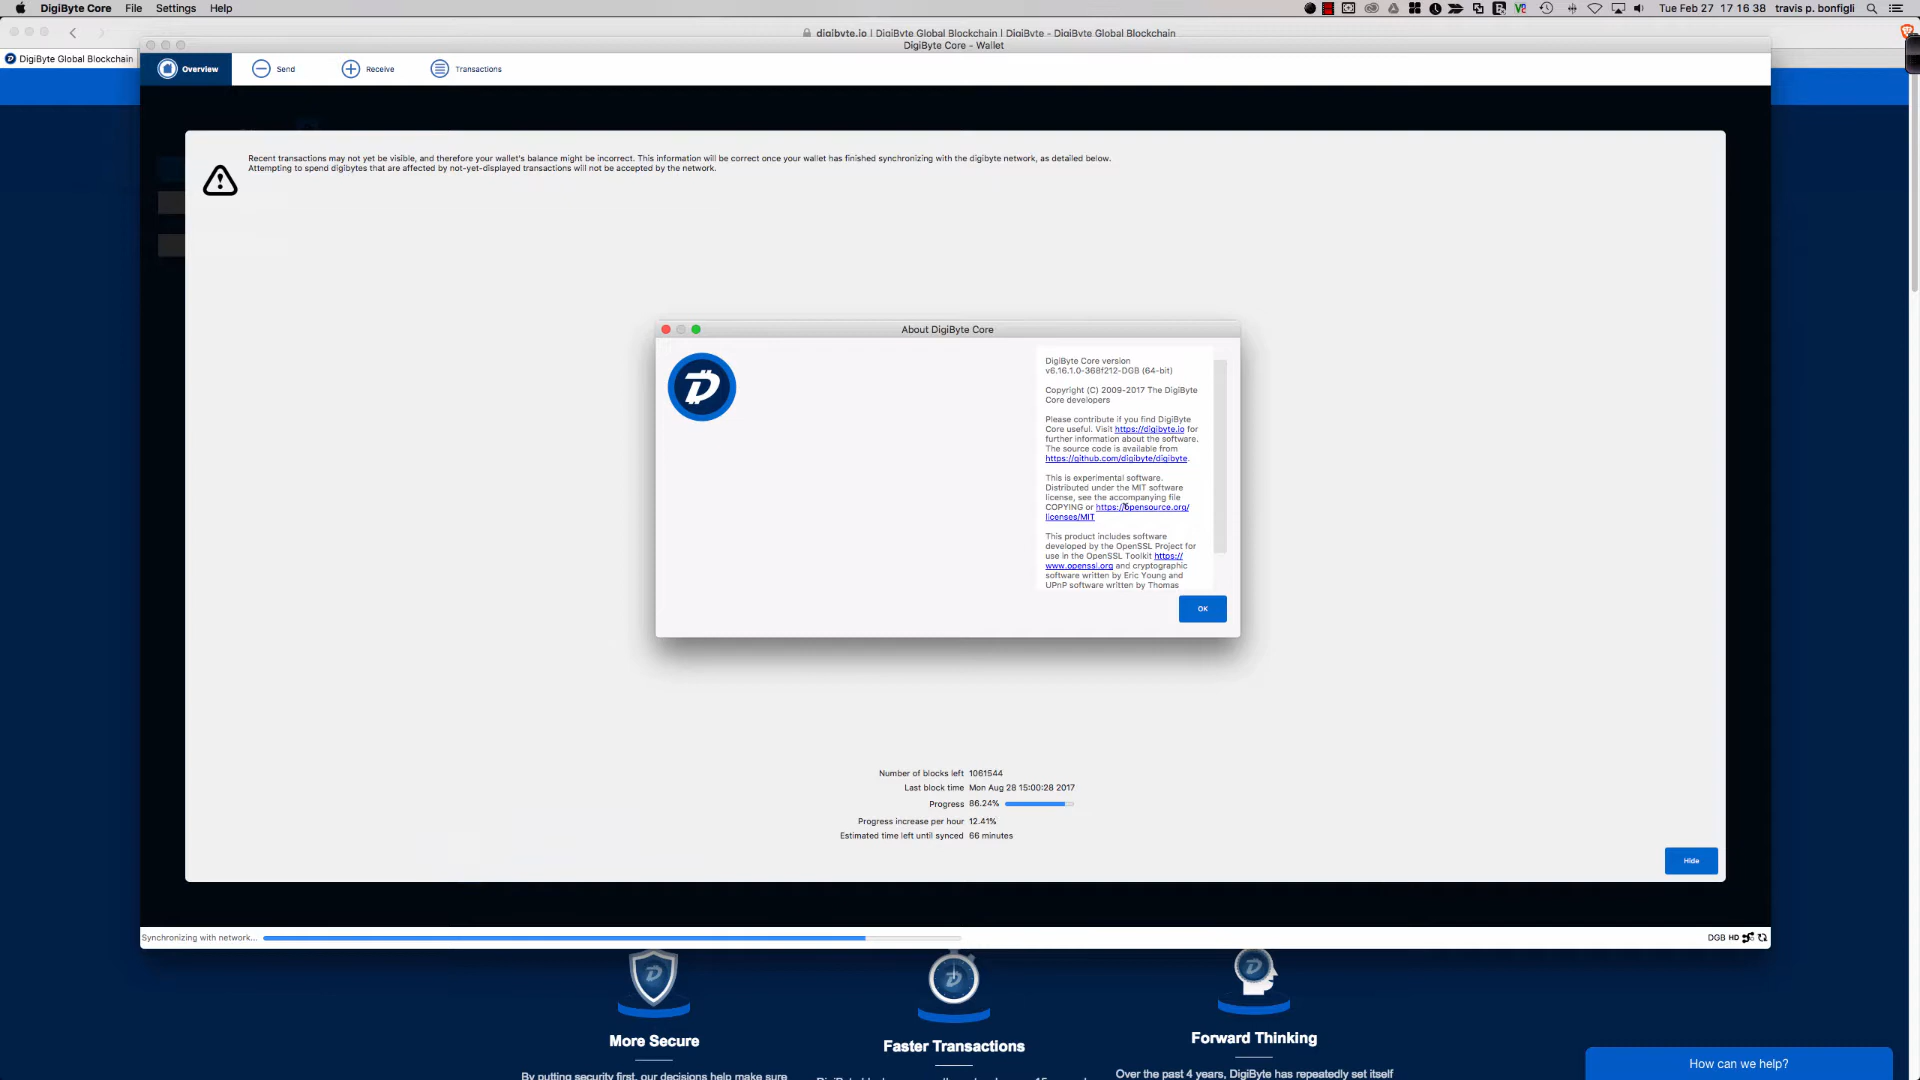 DigiByte Core File Settings Help
Tue Feb 27 17 16 38 travis p. bonfigli
digibyte.io | DigiByte Global Blockchain | DigiByte - DigiByte Global Blockchain
DigiByte Core - Wallet
DigiByte Global Blockchain
Overview Send Receive Transactions
Recent transactions may not yet be visible, and therefore your wallet's balance might be incorrect. This information will be correct once your wallet has finished synchronizing with the digibyte network, as detailed below.
Attempting to spend digibytes that are affected by not-yet-displayed transactions will not be accepted by the network.
About DigiByte Core
DigiByte Core version
v6.16.1.0-368f212-DGB (64-bit)
Copyright (C) 2009-2017 The DigiByte
Core developers
Please contribute if you find DigiByte
Core useful. Visit https://digibyte.io for
further information about the software.
The source code is available from
https://github.com/digibyte/digibyte.
This is experimental software.
Distributed under the MIT software
license, see the accompanying file
COPYING or https://opensource.org/
licenses/MIT
This product includes software
developed by the OpenSSL Project for
use in the OpenSSL Toolkit https://
www.openssl.org and cryptographic
software written by Eric Young and
UPnP software written by Thomas
OK
Number of blocks left 1061544
Last block time Mon Aug 28 15:00:28 2017
Progress 86.24%
Progress increase per hour 12.41%
Estimated time left until synced 66 minutes
Hide
Synchronizing with network...
DGB HD
More Secure
Faster Transactions
Forward Thinking
By putting security first, our decisions help make sure
Over the past 4 years, DigiByte has repeatedly set itself
How can we help?